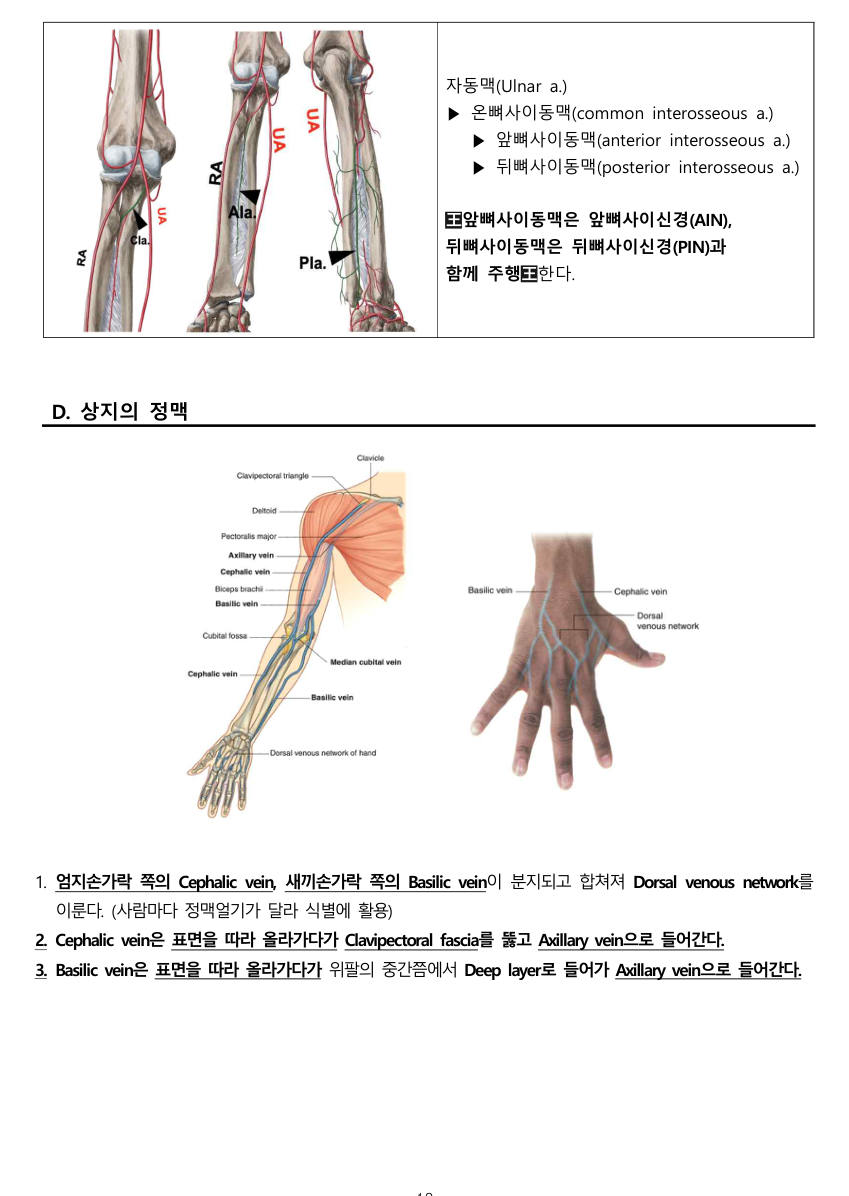 자동맥(Ulnar a.)
▶ 온뼈사이동맥(common interosseous a.)
▶ 앞뼈사이동맥(anterior interosseous a.)
▶ 뒤뼈사이동맥(posterior interosseous a.)
王앞뼈사이동맥은 앞뼈사이신경(AIN),
뒤뼈사이동맥은 뒤뼈사이신경(PIN)과
함께 주행王한다.
RA
UA
CIa.
RA
UA
AIa.
UA
PIa.
D. 상지의 정맥
Clavicle
Clavipectoral triangle
Deltoid
Pectoralis major
Axillary vein
Cephalic vein
Biceps brachii
Basilic vein
Cubital fossa
Median cubital vein
Cephalic vein
Basilic vein
Dorsal venous network of hand
Basilic vein
Cephalic vein
Dorsal
venous network
1. 엄지손가락 쪽의 Cephalic vein, 새끼손가락 쪽의 Basilic vein이 분지되고 합쳐져 Dorsal venous network를
이룬다. (사람마다 정맥얼기가 달라 식별에 활용)
2. Cephalic vein은 표면을 따라 올라가다가 Clavipectoral fascia를 뚫고 Axillary vein으로 들어간다.
3. Basilic vein은 표면을 따라 올라가다가 위팔의 중간쯤에서 Deep layer로 들어가 Axillary vein으로 들어간다.